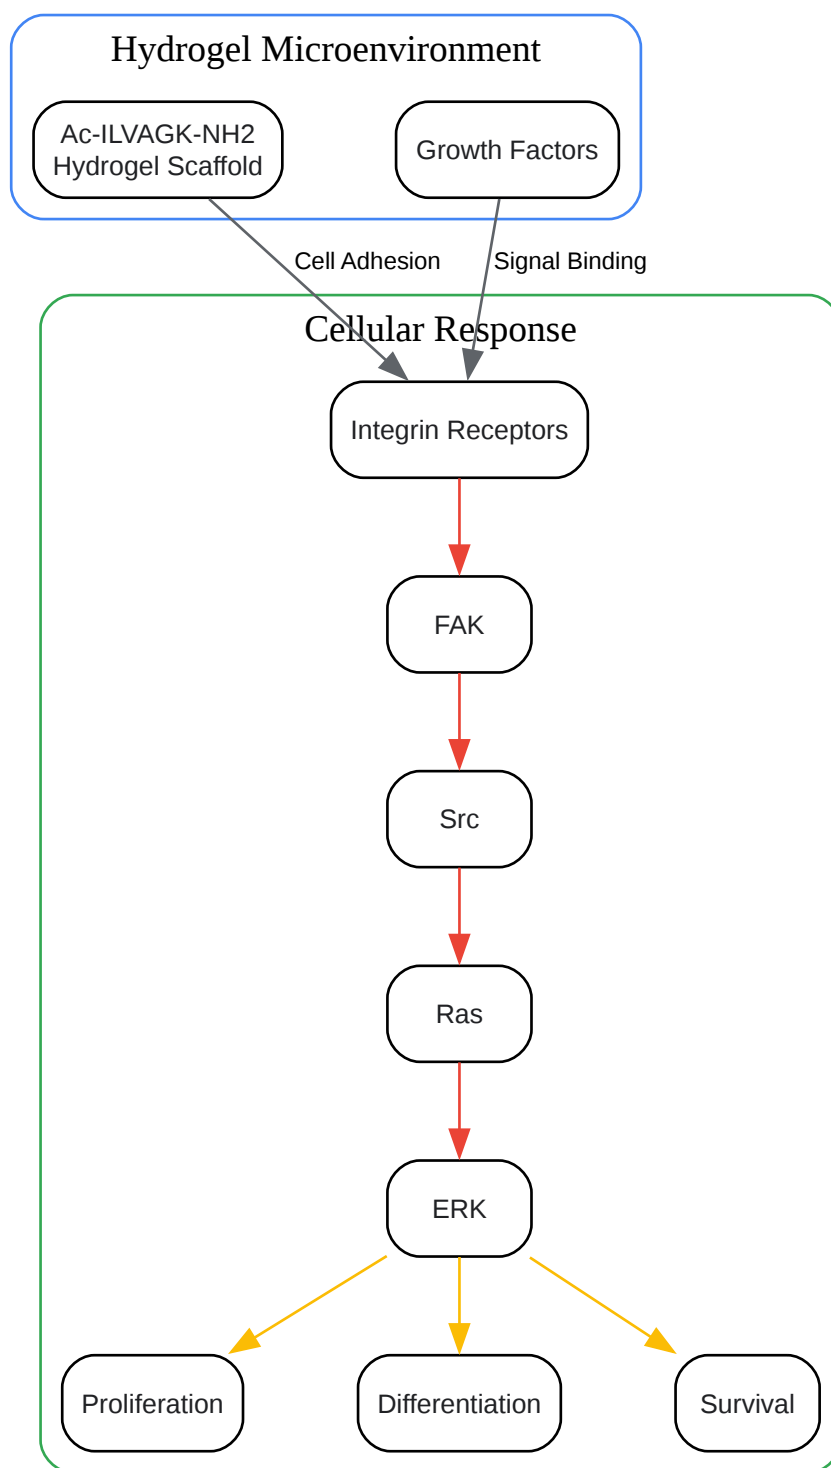 Hydrogel Microenvironment
Ac-ILVAGK-NH2
Hydrogel Scaffold
Growth Factors
Cell Adhesion
Signal Binding
Cellular Response
Integrin Receptors
FAK
Src
Ras
ERK
Proliferation
Differentiation
Survival